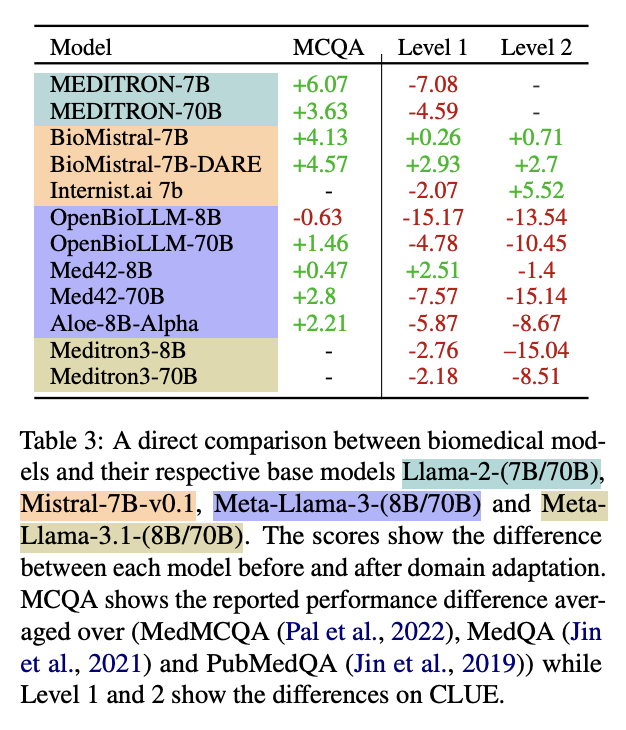 Model MCQA Level 1 Level 2
MEDITRON-7B +6.07 -7.08 -
MEDITRON-70B +3.63 -4.59 -
BioMistral-7B +4.13 +0.26 +0.71
BioMistral-7B-DARE +4.57 +2.93 +2.7
Internist.ai 7b - -2.07 +5.52
OpenBioLLM-8B -0.63 -15.17 -13.54
OpenBioLLM-70B +1.46 -4.78 -10.45
Med42-8B +0.47 +2.51 -1.4
Med42-70B +2.8 -7.57 -15.14
Aloe-8B-Alpha +2.21 -5.87 -8.67
Meditron3-8B - -2.76 –15.04
Meditron3-70B - -2.18 -8.51
Table 3: A direct comparison between biomedical mod-
els and their respective base models Llama-2-(7B/70B),
Mistral-7B-v0.1, Meta-Llama-3-(8B/70B) and Meta-
Llama-3.1-(8B/70B). The scores show the difference
between each model before and after domain adaptation.
MCQA shows the reported performance difference aver-
aged over (MedMCQA (Pal et al., 2022), MedQA (Jin
et al., 2021) and PubMedQA (Jin et al., 2019)) while
Level 1 and 2 show the differences on CLUE.